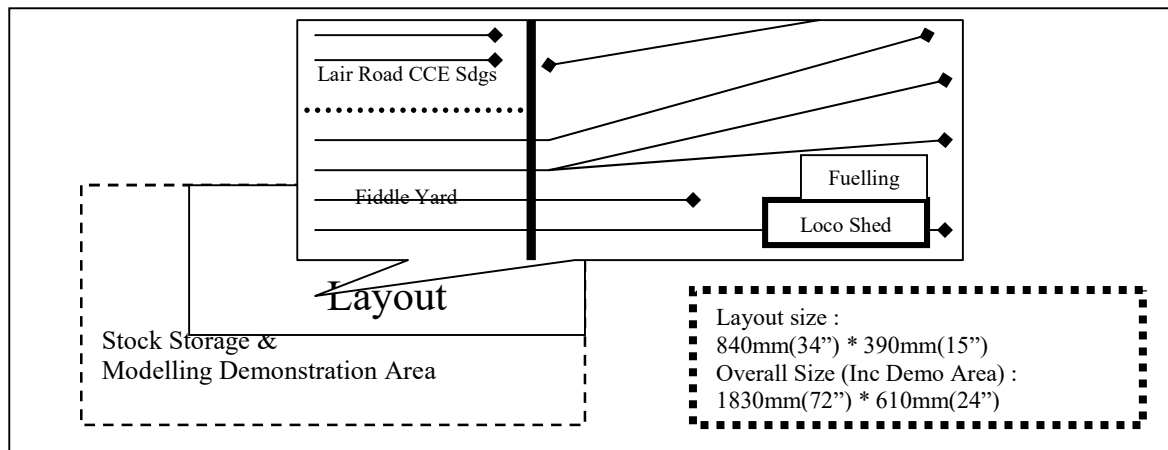 Lair Road CCE Sdgs
Fuelling
Fiddle Yard
Loco Shed
Layout
Stock Storage &
Modelling Demonstration Area
Layout size :
840mm(34”) * 390mm(15”)
Overall Size (Inc Demo Area) :
1830mm(72”) * 610mm(24”)